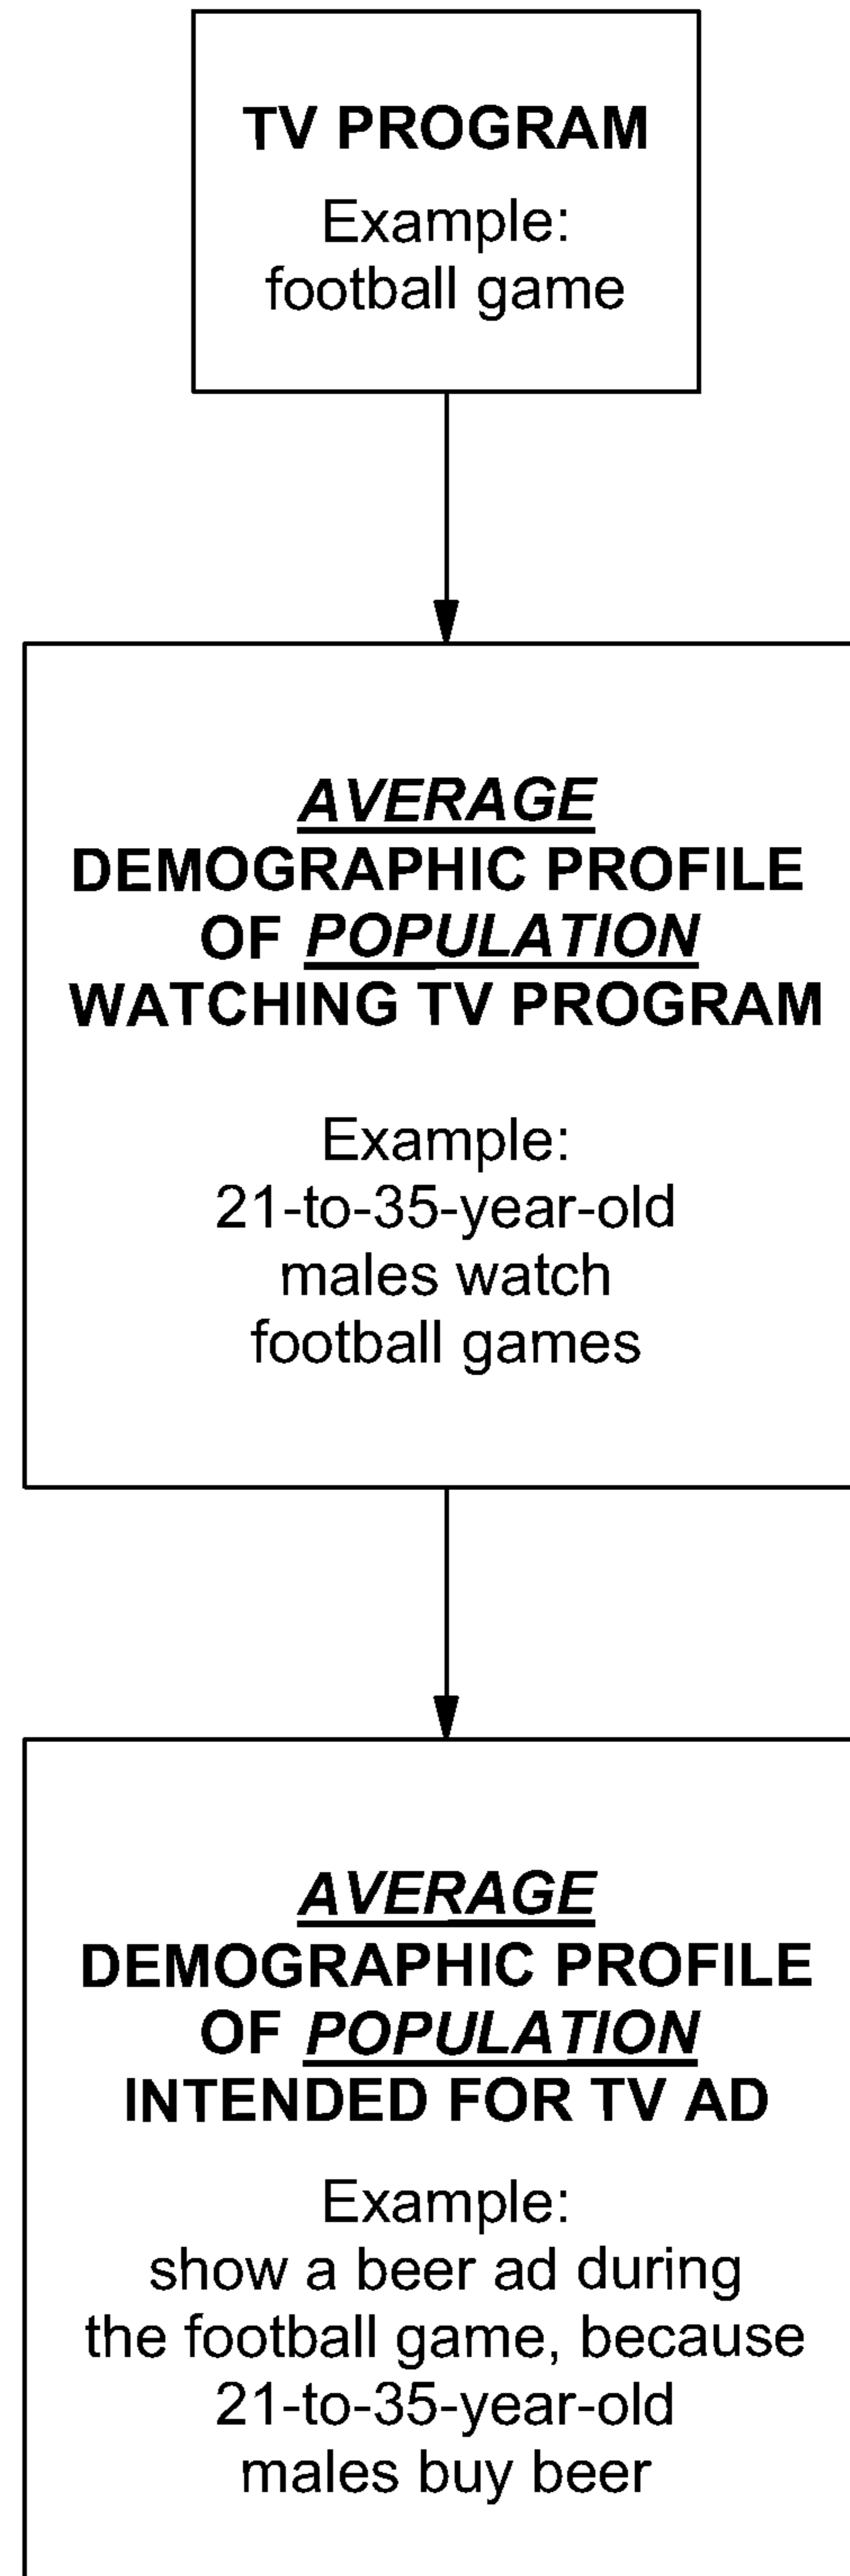 TV PROGRAM
Example:
football game
AVERAGE
DEMOGRAPHIC PROFILE
OF POPULATION
WATCHING TV PROGRAM
Example:
21-to-35-year-old
males watch
football games
AVERAGE
DEMOGRAPHIC PROFILE
OF POPULATION
INTENDED FOR TV AD
Example:
show a beer ad during
the football game, because
21-to-35-year-old
males buy beer